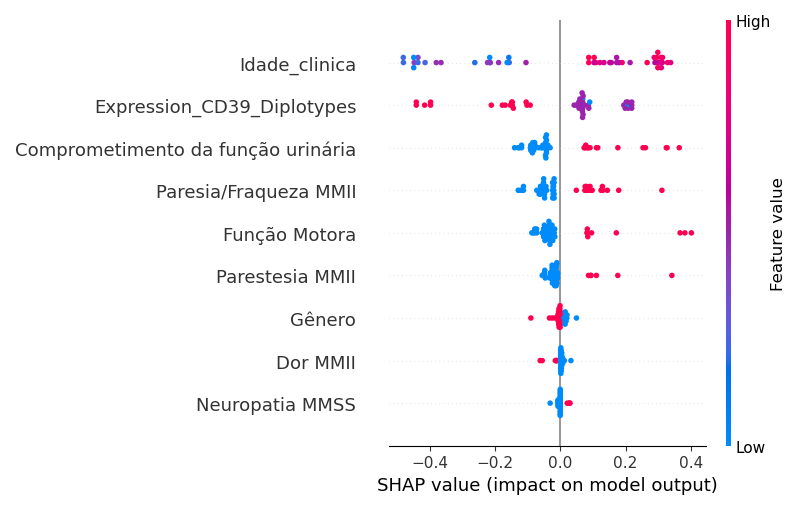 High
Idade_clinica
Expression_CD39_Diplotypes
Comprometimento da função urinária
Paresia/Fraqueza MMII
Função Motora
Parestesia MMII
Gênero
Dor MMII
Neuropatia MMSS
Feature value
Low
−0.4 −0.2 0.0 0.2 0.4
SHAP value (impact on model output)